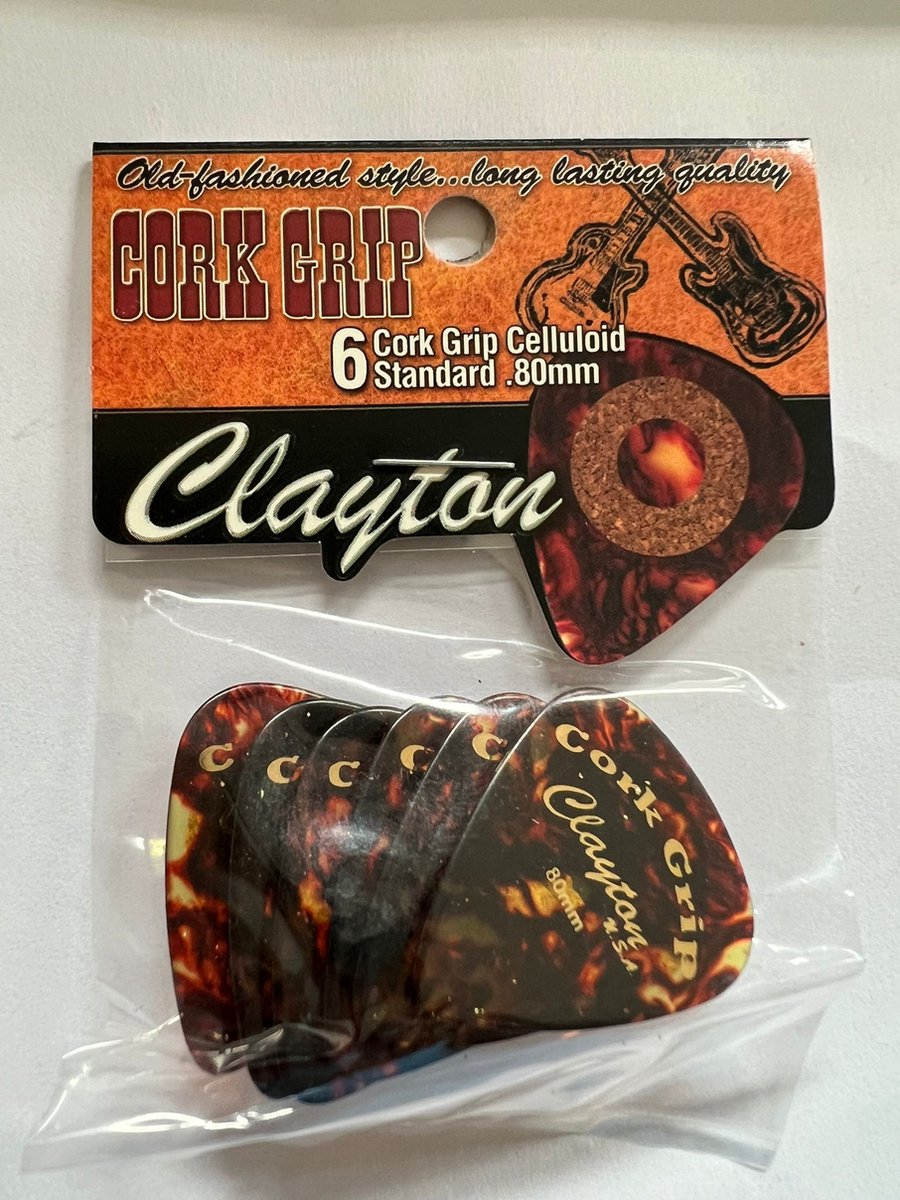 Old-fashioned style...long lasting quality
CORK GRIP
6 Cork Grip Celluloid
Standard .80mm
Clayton
C
C
C
C
C
Cork Grip
Clayton
80mm
U.S.A